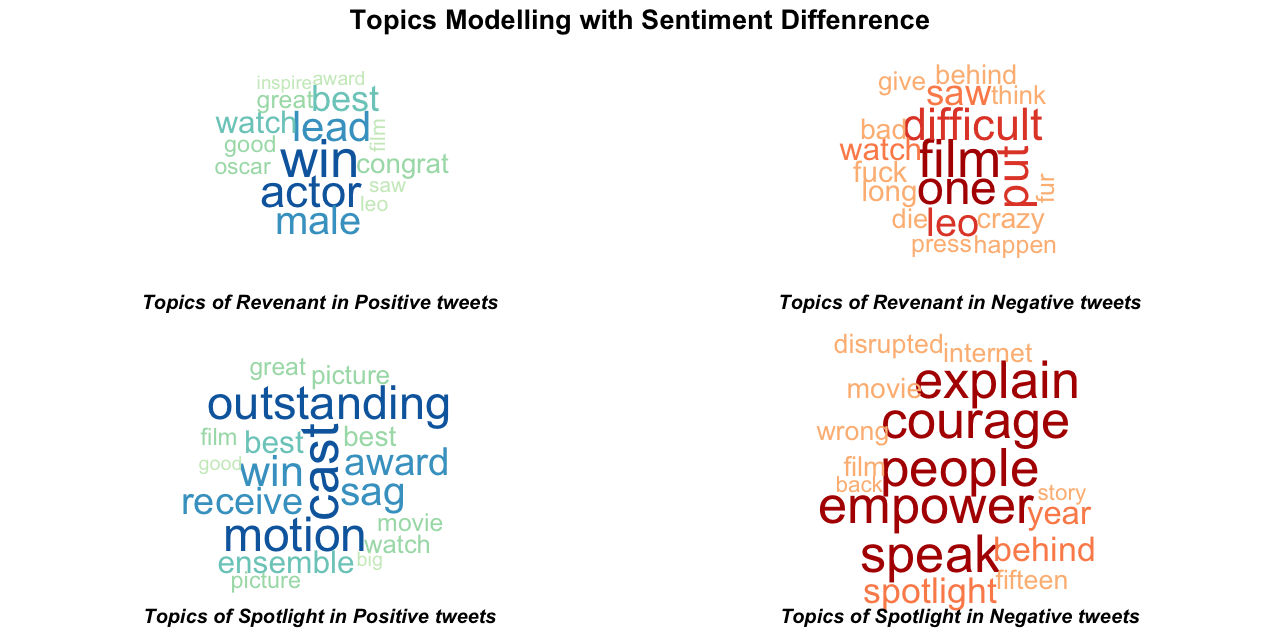 Topics Modelling with Sentiment Diffenrence
inspire award
great best
watch lead
film
good
win
oscar congrat
actor saw
leo
male
Topics of Revenant in Positive tweets
give behind
saw think
bad difficult
watch film
put
fuck
long one fur
die leo crazy
press happen
Topics of Revenant in Negative tweets
great picture
outstanding
cast
film best best
good win award
receive sag
motion movie
watch
ensemble big
picture
Topics of Spotlight in Positive tweets
disrupted internet
movie explain
wrong courage
film people
back
empower story
year
speak behind
spotlight fifteen
Topics of Spotlight in Negative tweets